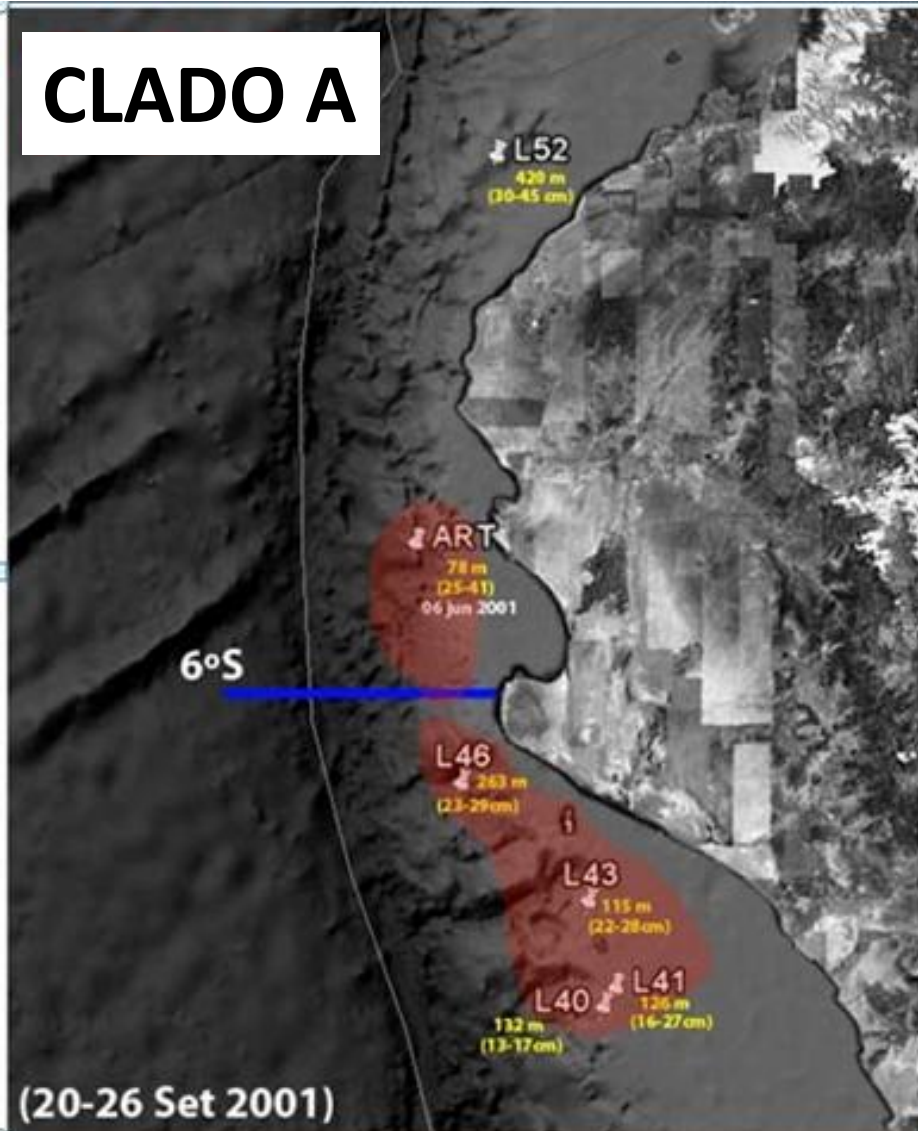 CLADO A
L52
420 m
(30-45 cm)
ART
78 m
(25-41)
06 jun 2001
6ºS
L46
263 m
(23-29cm)
L43
115 m
(22-28cm)
L41
L40
126 m
132 m
(16-27cm)
(13-17cm)
(20-26 Set 2001)